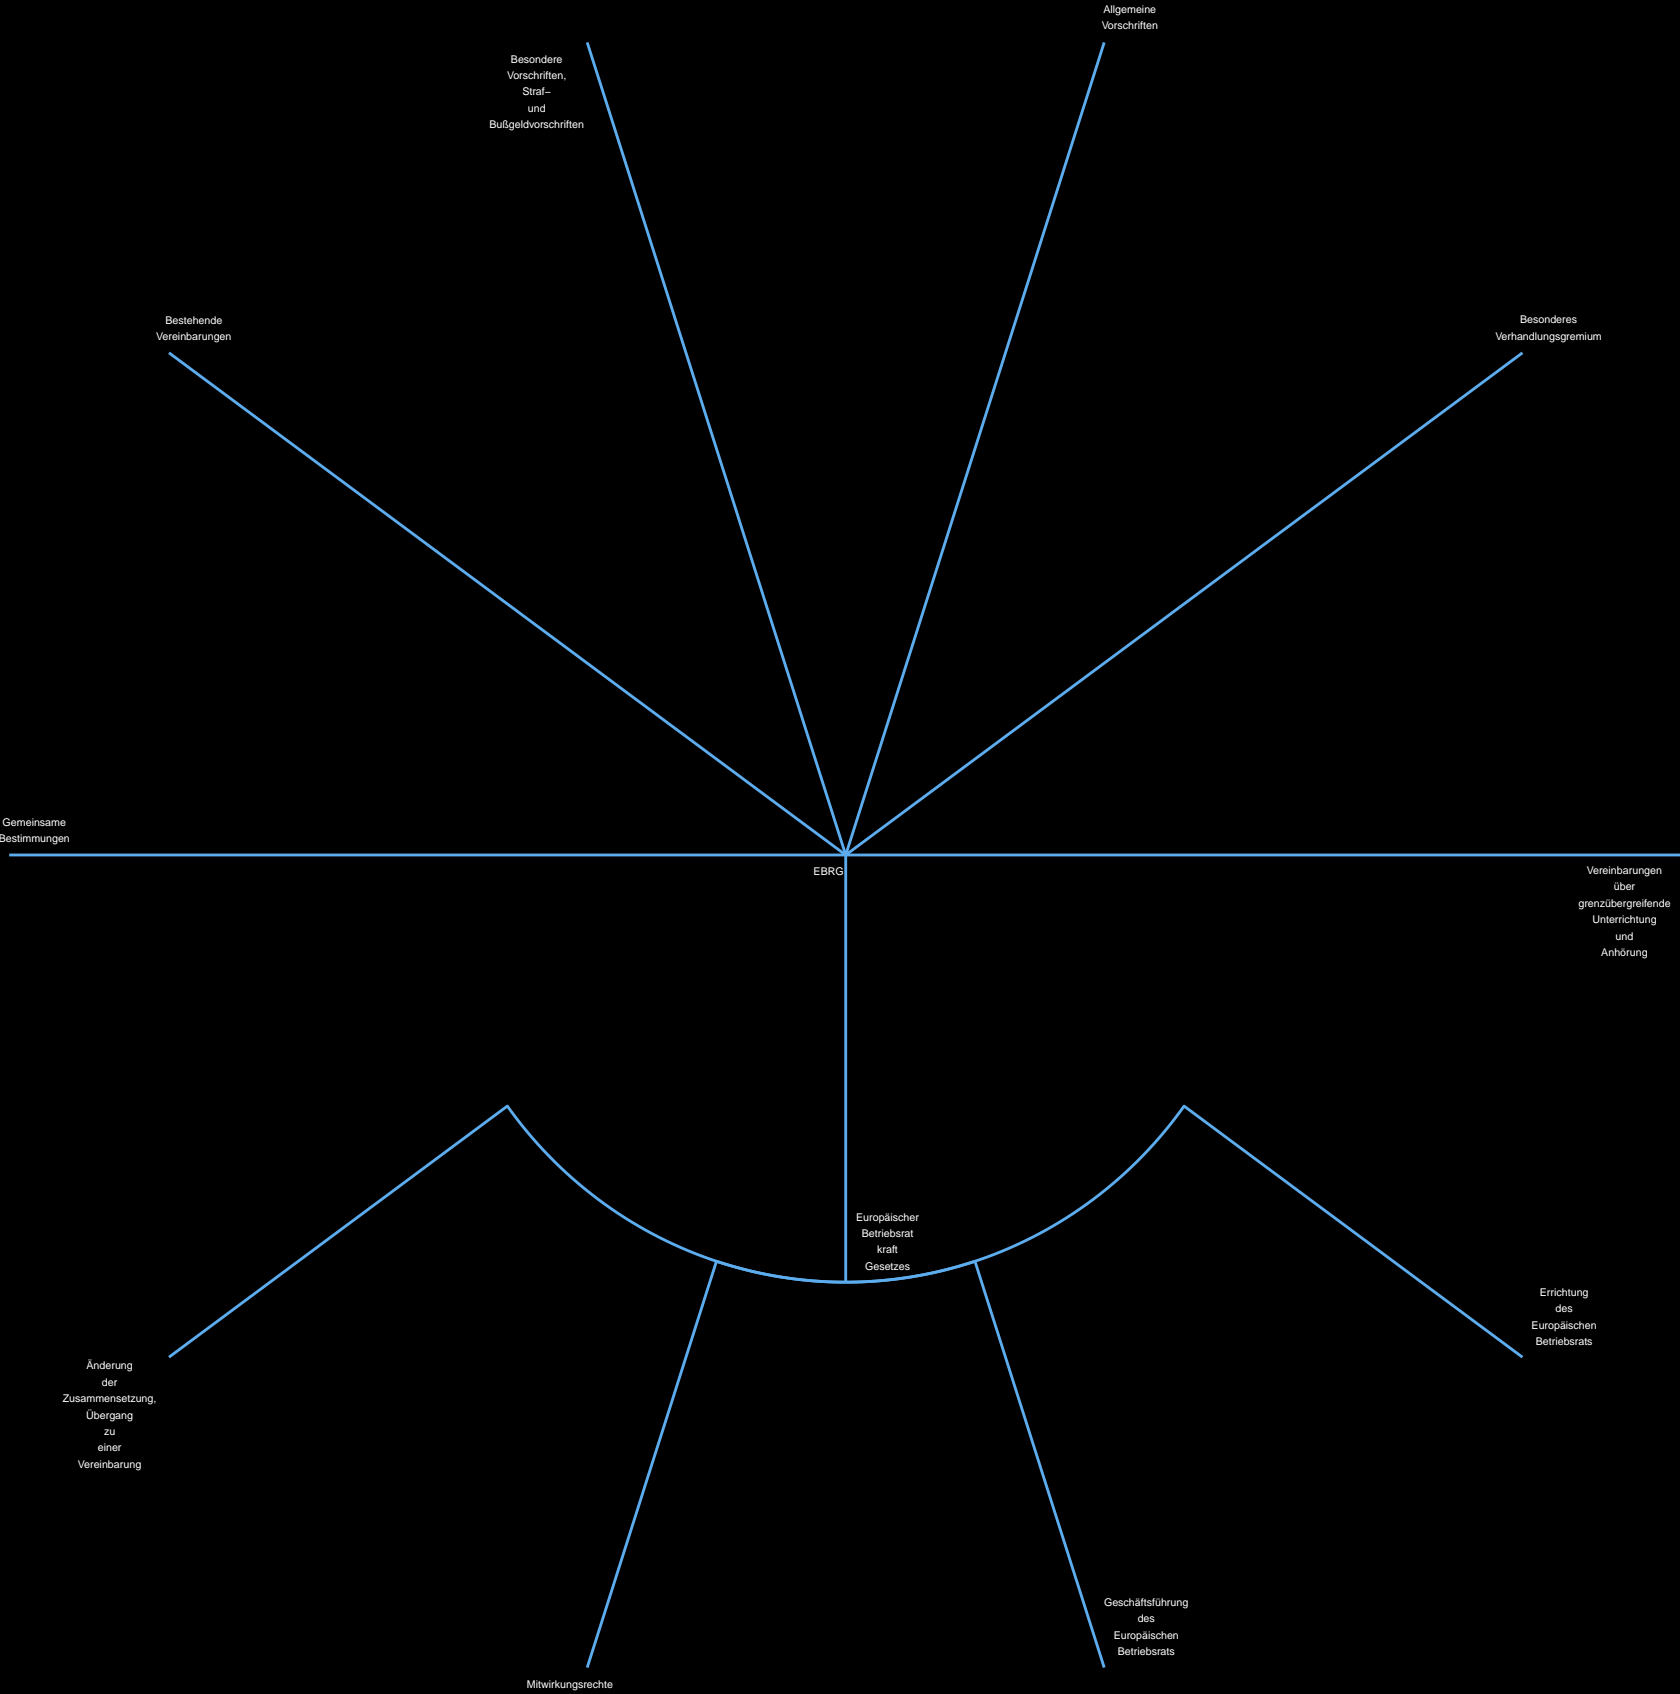 Allgemeine
Vorschriften
Besondere
Vorschriften,
Straf–
und
Bußgeldvorschriften
Bestehende
Vereinbarungen
Besonderes
Verhandlungsgremium
Gemeinsame
Bestimmungen
EBRG
Vereinbarungen
über
grenzübergreifende
Unterrichtung
und
Anhörung
Europäischer
Betriebsrat
kraft
Gesetzes
Errichtung
des
Europäischen
Betriebsrats
Änderung
der
Zusammensetzung,
Übergang
zu
einer
Vereinbarung
Geschäftsführung
des
Europäischen
Betriebsrats
Mitwirkungsrechte